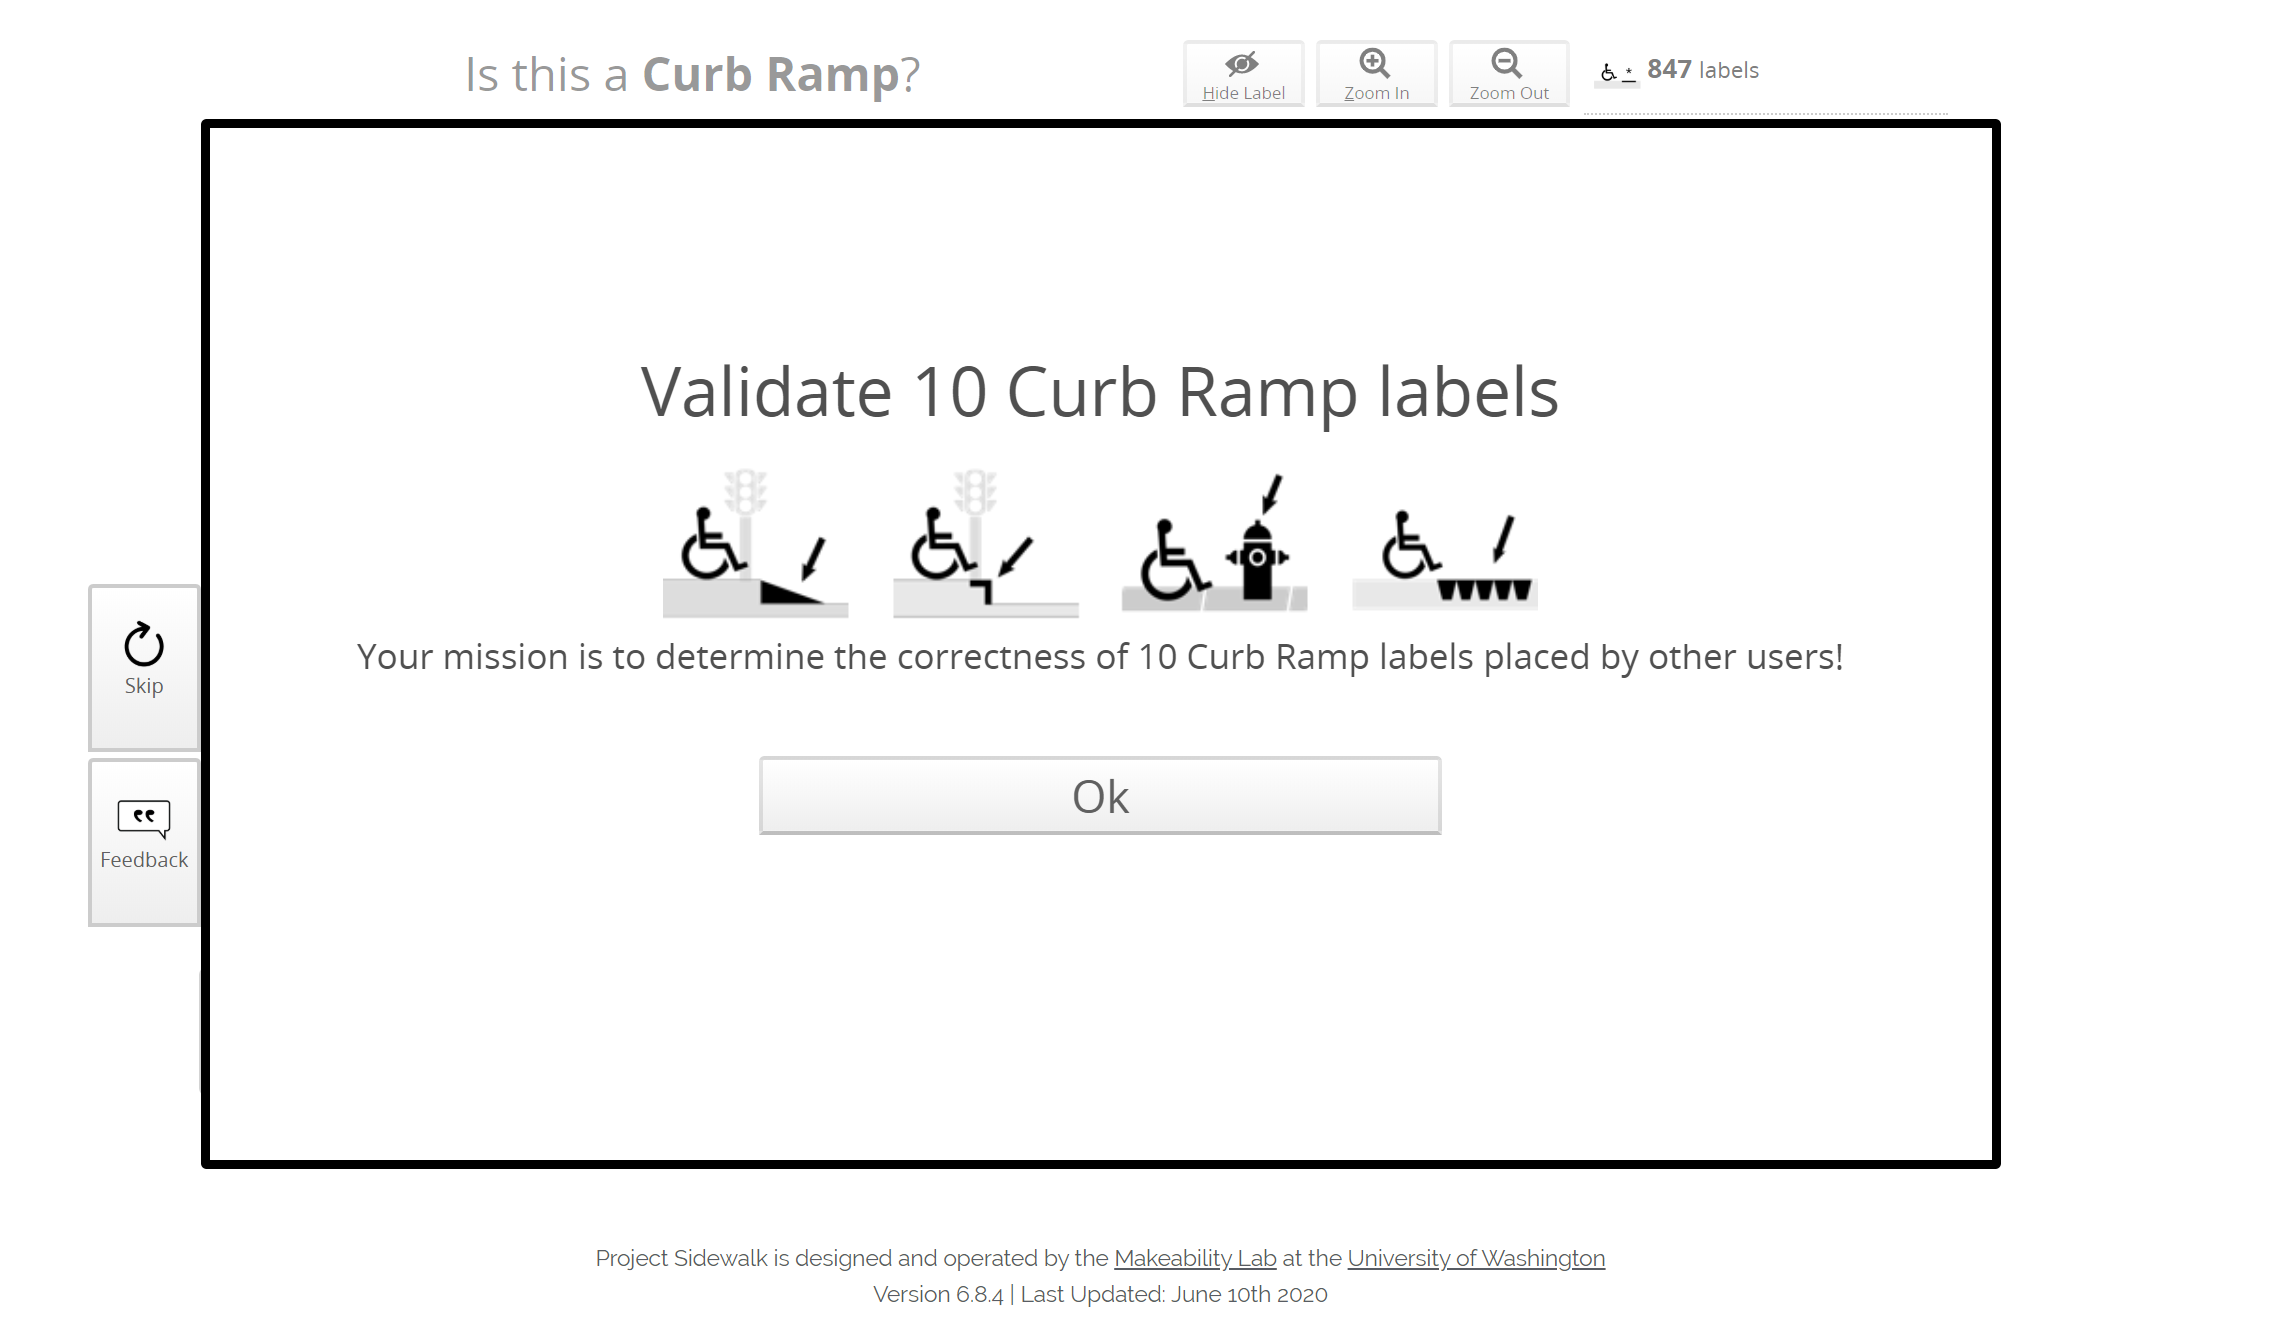 Is this a Curb Ramp?
Hide Label
Zoom In
Zoom Out
847 labels
Validate 10 Curb Ramp labels
Your mission is to determine the correctness of 10 Curb Ramp labels placed by other users!
Ok
Skip
Feedback
Project Sidewalk is designed and operated by the Makeability Lab at the University of Washington
Version 6.8.4 | Last Updated: June 10th 2020